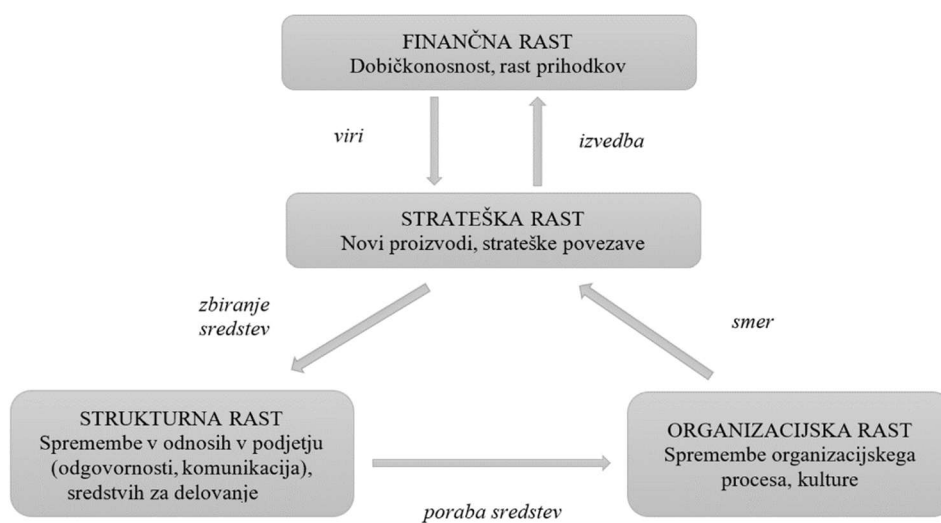 FINANČNA RAST
Dobičkonosnost, rast prihodkov
viri
izvedba
STRATEŠKA RAST
Novi proizvodi, strateške povezave
zbiranje
sredstev
smer
STRUKTURNA RAST
Spremembe v odnosih v podjetju
(odgovornosti, komunikacija),
sredstvih za delovanje
ORGANIZACIJSKA RAST
Spremembe organizacijskega
procesa, kulture
poraba sredstev